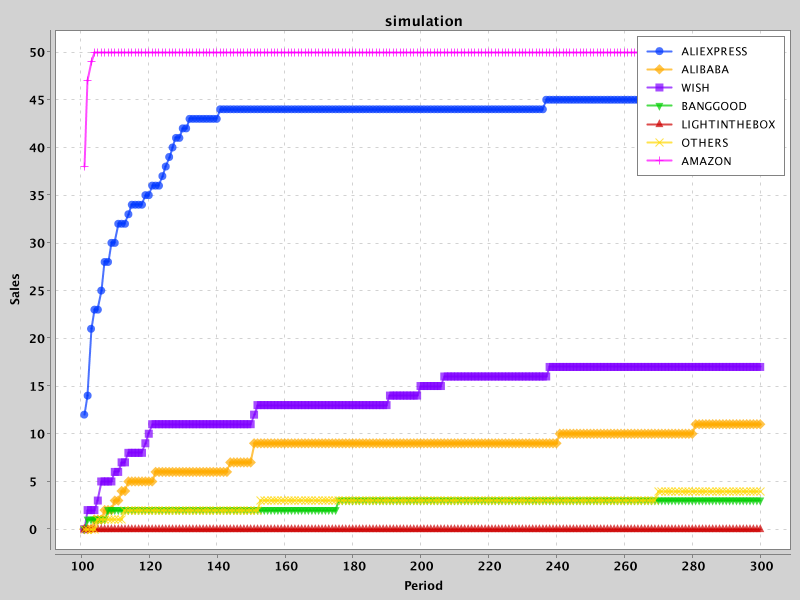 simulation
50
45
40
35
30
25
20
15
10
5
0
Sales
100 120 140 160 180 200 220 240 260 280 300
Period
ALIEXPRESS
ALIBABA
WISH
BANGGOOD
LIGHTINTHEBOX
OTHERS
AMAZON